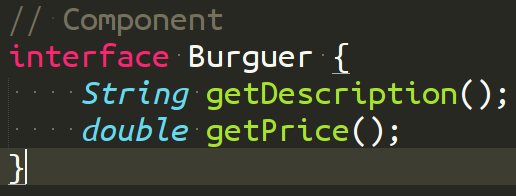 // Component
interface Burguer {
    String getDescription();
    double getPrice();
}